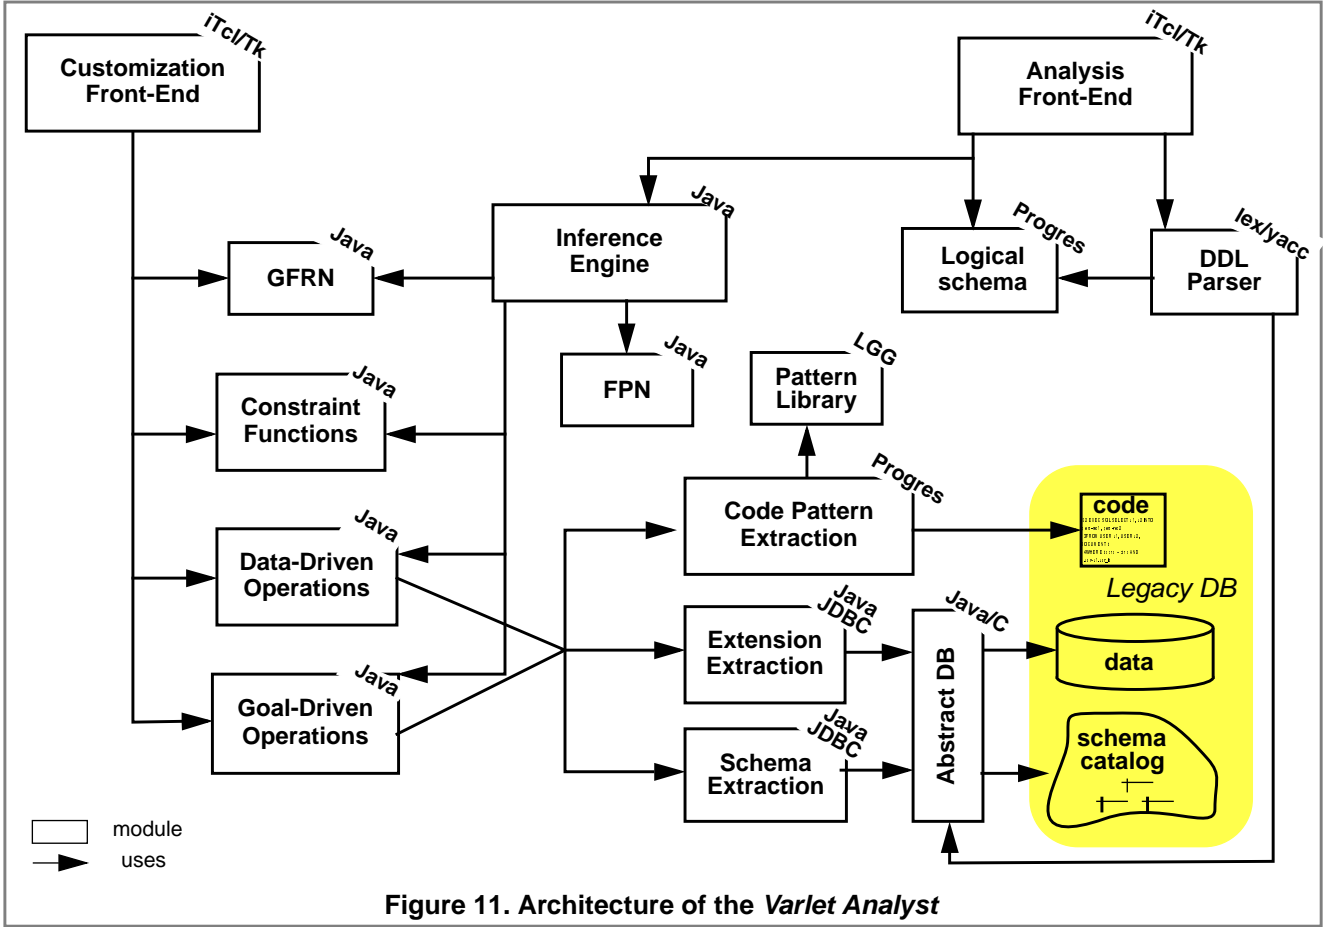 iTcl/Tk
Customization
Front-End
iTcl/Tk
Analysis
Front-End
Java
Inference
Engine
Java
GFRN
Progres
Logical
schema
lex/yacc
DDL
Parser
Java
FPN
LGG
Pattern
Library
Java
Constraint
Functions
Progres
Code Pattern
Extraction
code
Java
Data-Driven
Operations
Legacy DB
Java
JDBC
Extension
Extraction
Java/C
Abstract DB
data
Java
Goal-Driven
Operations
Java
JDBC
Schema
Extraction
schema
catalog
module
uses
Figure 11. Architecture of the Varlet Analyst